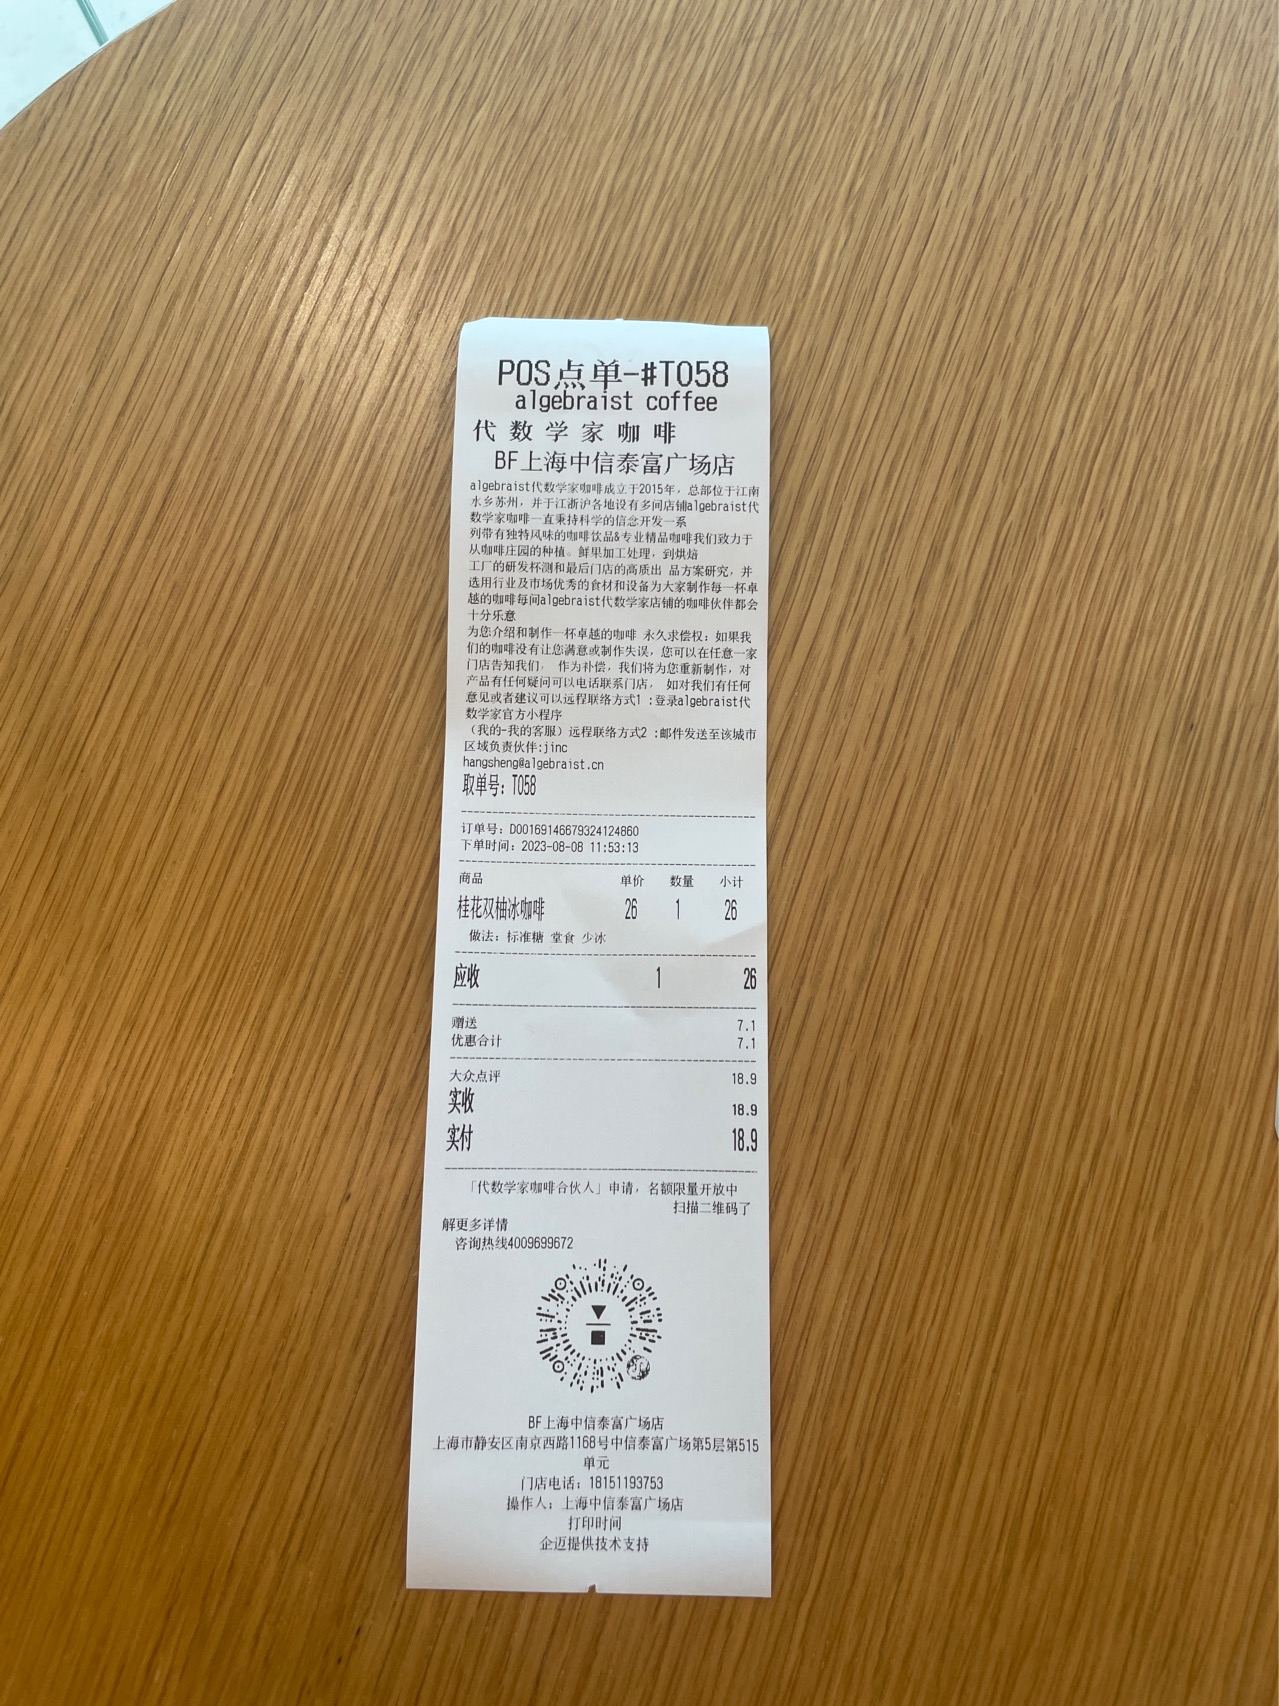 POS点单-#T058
algebraist coffee
代数学家咖啡
BF上海中信泰富广场店
algebraist代数学家咖啡成立于2015年，总部位于江南
水乡苏州，并于江浙沪各地设有多间店铺algebraist代
数学家咖啡一直秉持科学的信念开发一系
列带有独特风味的咖啡饮品&专业精品咖啡我们致力于
从咖啡庄园的种植。鲜果加工处理，到烘焙
工厂的研发杯测和最后门店的高质出 品方案研究，并
选用行业及市场优秀的食材和设备为大家制作每一杯卓
越的咖啡每间algebraist代数学家店铺的咖啡伙伴都会
十分乐意
为您介绍和制作一杯卓越的咖啡 永久求偿权：如果我
们的咖啡没有让您满意或制作失误，您可以在任意一家
门店告知我们， 作为补偿，我们将为您重新制作，对
产品有任何疑问可以电话联系门店， 如对我们有任何
意见或者建议可以远程联络方式1 :登录algebraist代
数学家官方小程序
（我的-我的客服）远程联络方式2 :邮件发送至该城市
区域负责伙伴:jinc
hangsheng@algebraist.cn
取单号：T058
订单号：D00169146679324124860
下单时间：2023-08-08 11:53:13
商品 单价 数量 小计
桂花双柚冰咖啡 26 1 26
做法：标准糖 堂食 少冰
应收 1 26
赠送 7.1
优惠合计 7.1
大众点评 18.9
实收 18.9
实付 18.9
「代数学家咖啡合伙人」申请，名额限量开放中
扫描二维码了
解更多详情
咨询热线4009699672
BF上海中信泰富广场店
上海市静安区南京西路1168号中信泰富广场第5层第515
单元
门店电话：18151193753
操作人：上海中信泰富广场店
打印时间
企迈提供技术支持